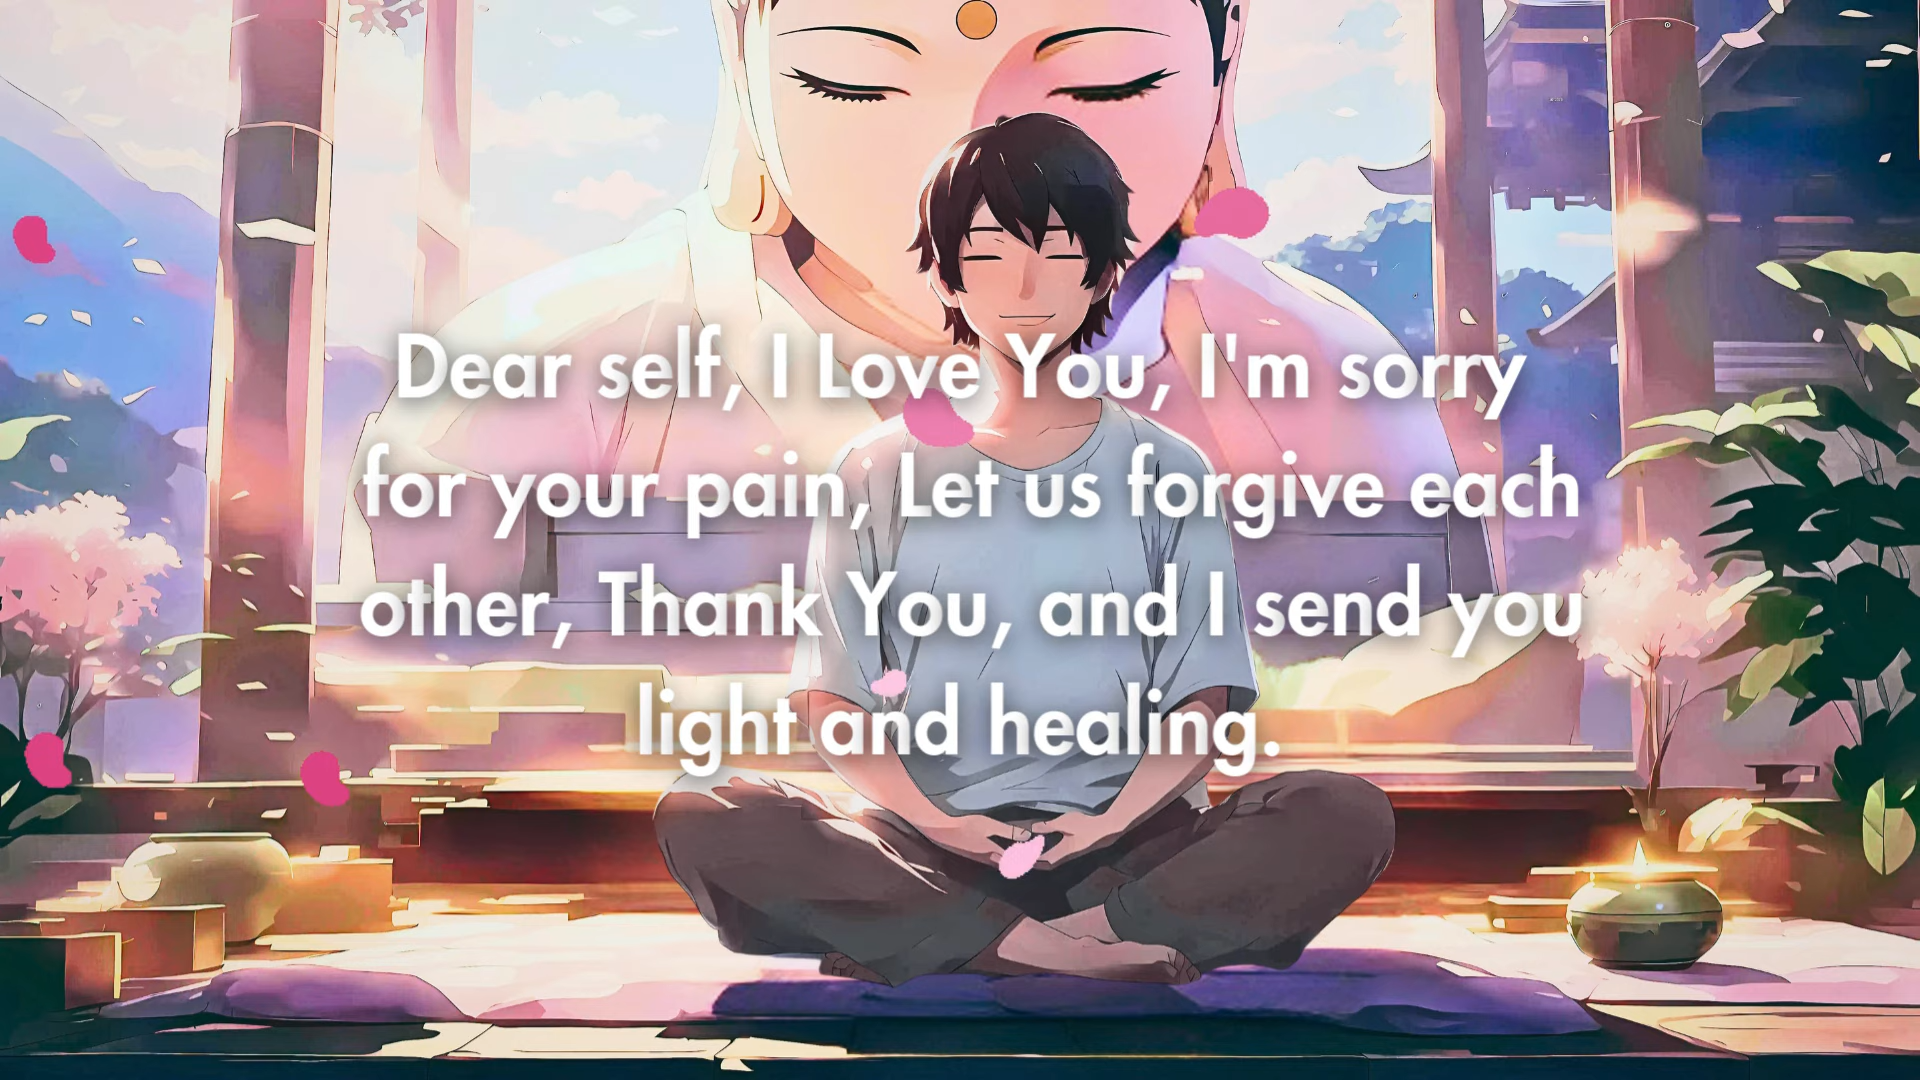 Dear self, I Love You, I'm sorry
for your pain, Let us forgive each
other, Thank You, and I send you
light and healing.